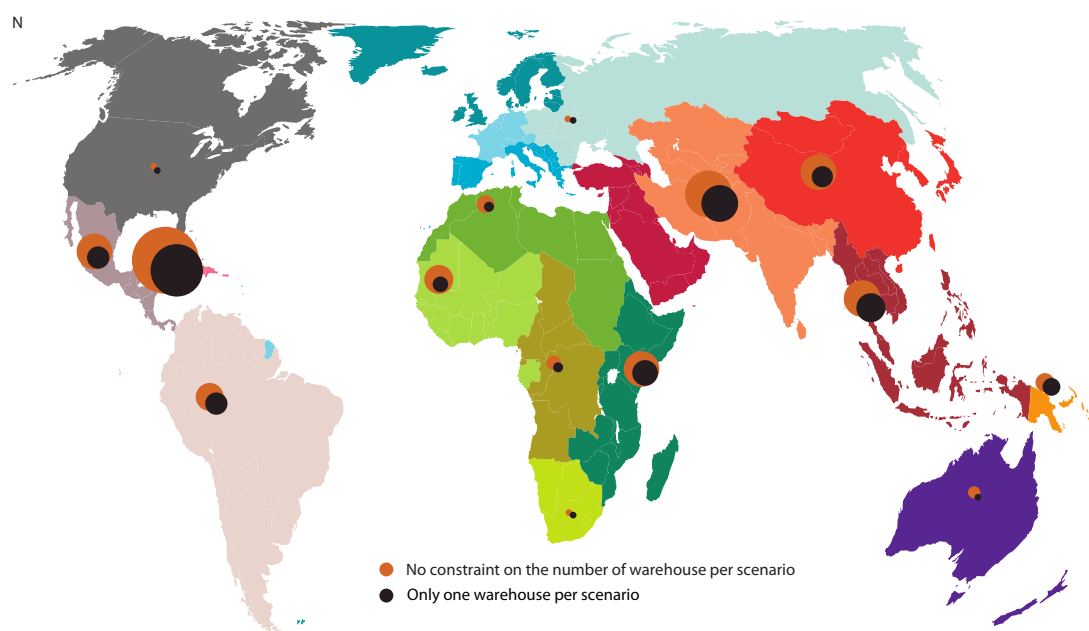 N
No constraint on the number of warehouse per scenario
Only one warehouse per scenario